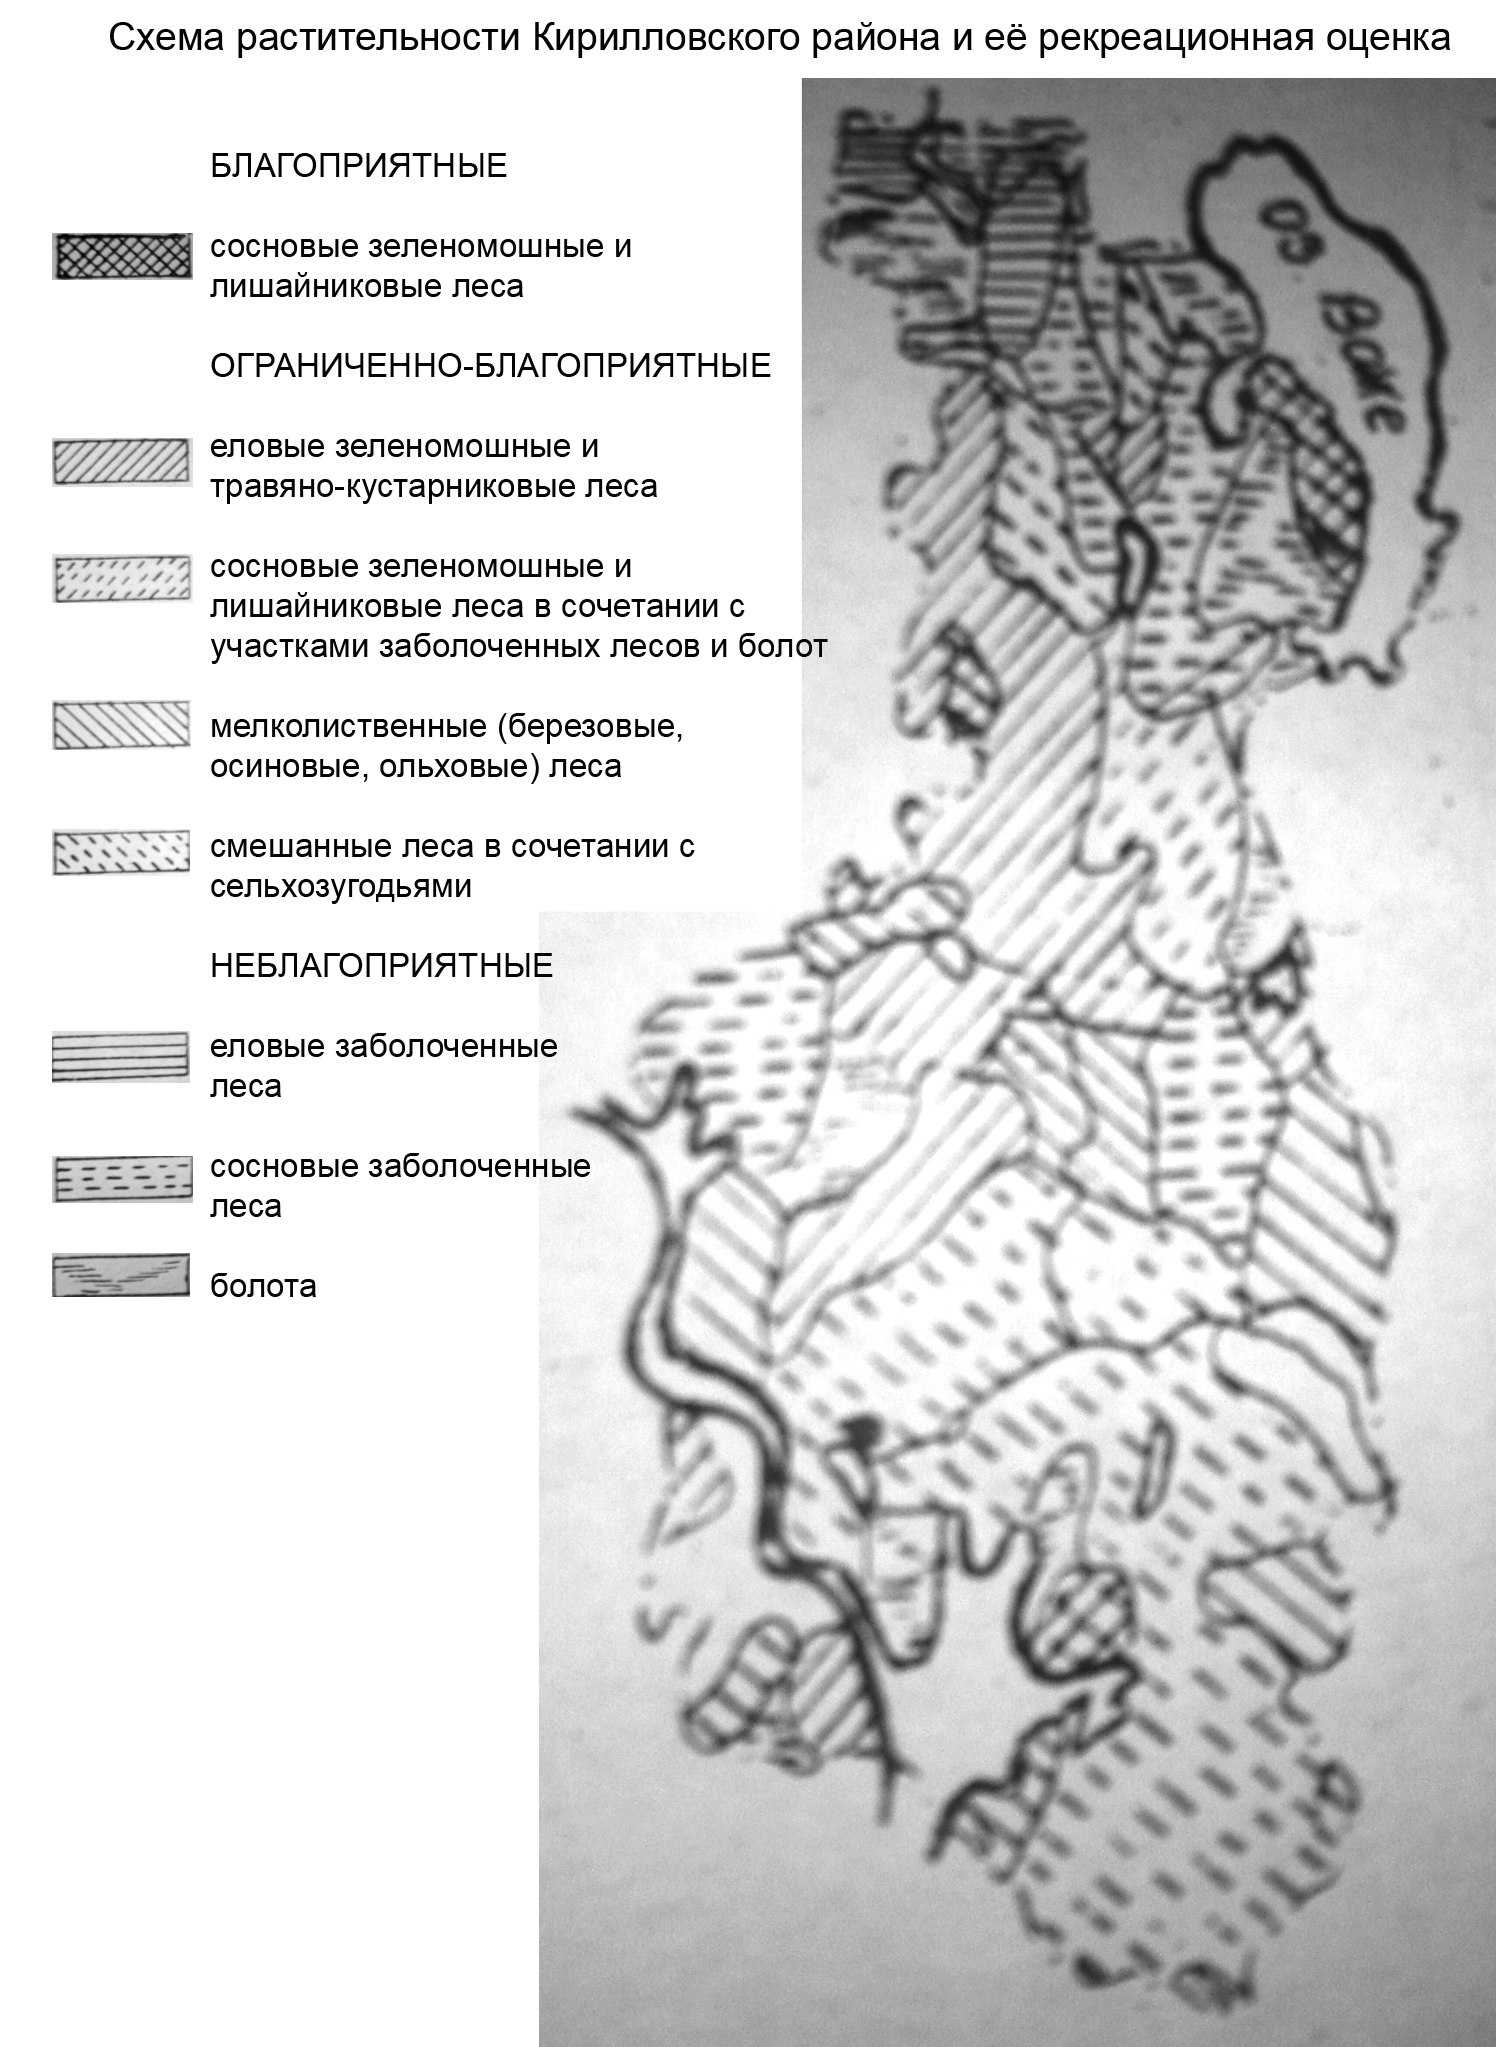 Схема растительности Кирилловского района и её рекреационная оценка
БЛАГОПРИЯТНЫЕ
сосновые зеленомошные и
лишайниковые леса
ОГРАНИЧЕННО-БЛАГОПРИЯТНЫЕ
еловые зеленомошные и
травяно-кустарниковые леса
сосновые зеленомошные и
лишайниковые леса в сочетании с
участками заболоченных лесов и болот
мелколиственные (березовые,
осиновые, ольховые) леса
смешанные леса в сочетании с
сельхозугодьями
НЕБЛАГОПРИЯТНЫЕ
еловые заболоченные
леса
сосновые заболоченные
леса
болота
оз. Воже